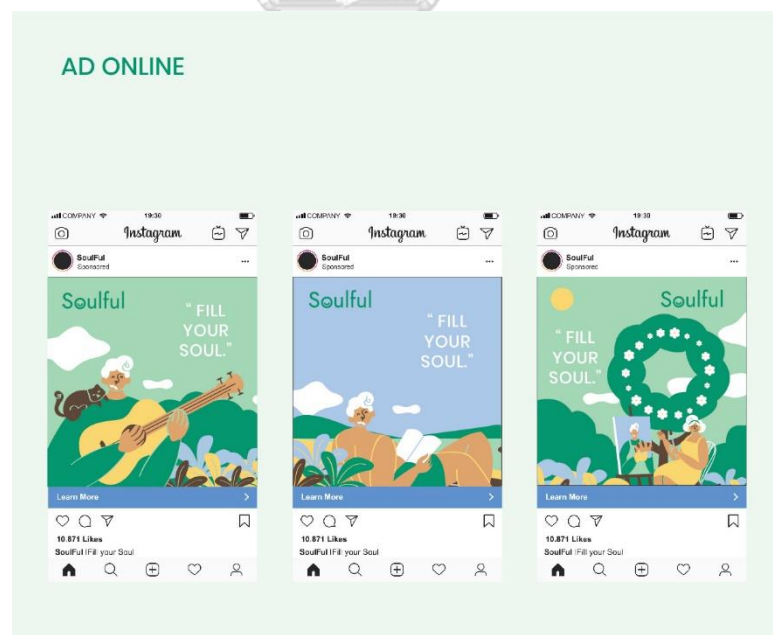 AD ONLINE
COMPANY 19:30
Instagram
SoulFul
Sponsored
Soulful
“ FILL
YOUR
SOUL.”
Learn More
10.871 Likes
SoulFul |Fill your Soul
COMPANY 19:30
Instagram
SoulFul
Sponsored
Soulful
“ FILL
YOUR
SOUL.”
Learn More
10.871 Likes
SoulFul |Fill your Soul
COMPANY 19:30
Instagram
SoulFul
Sponsored
Soulful
“ FILL
YOUR
SOUL.”
Learn More
10.871 Likes
SoulFul |Fill your Soul